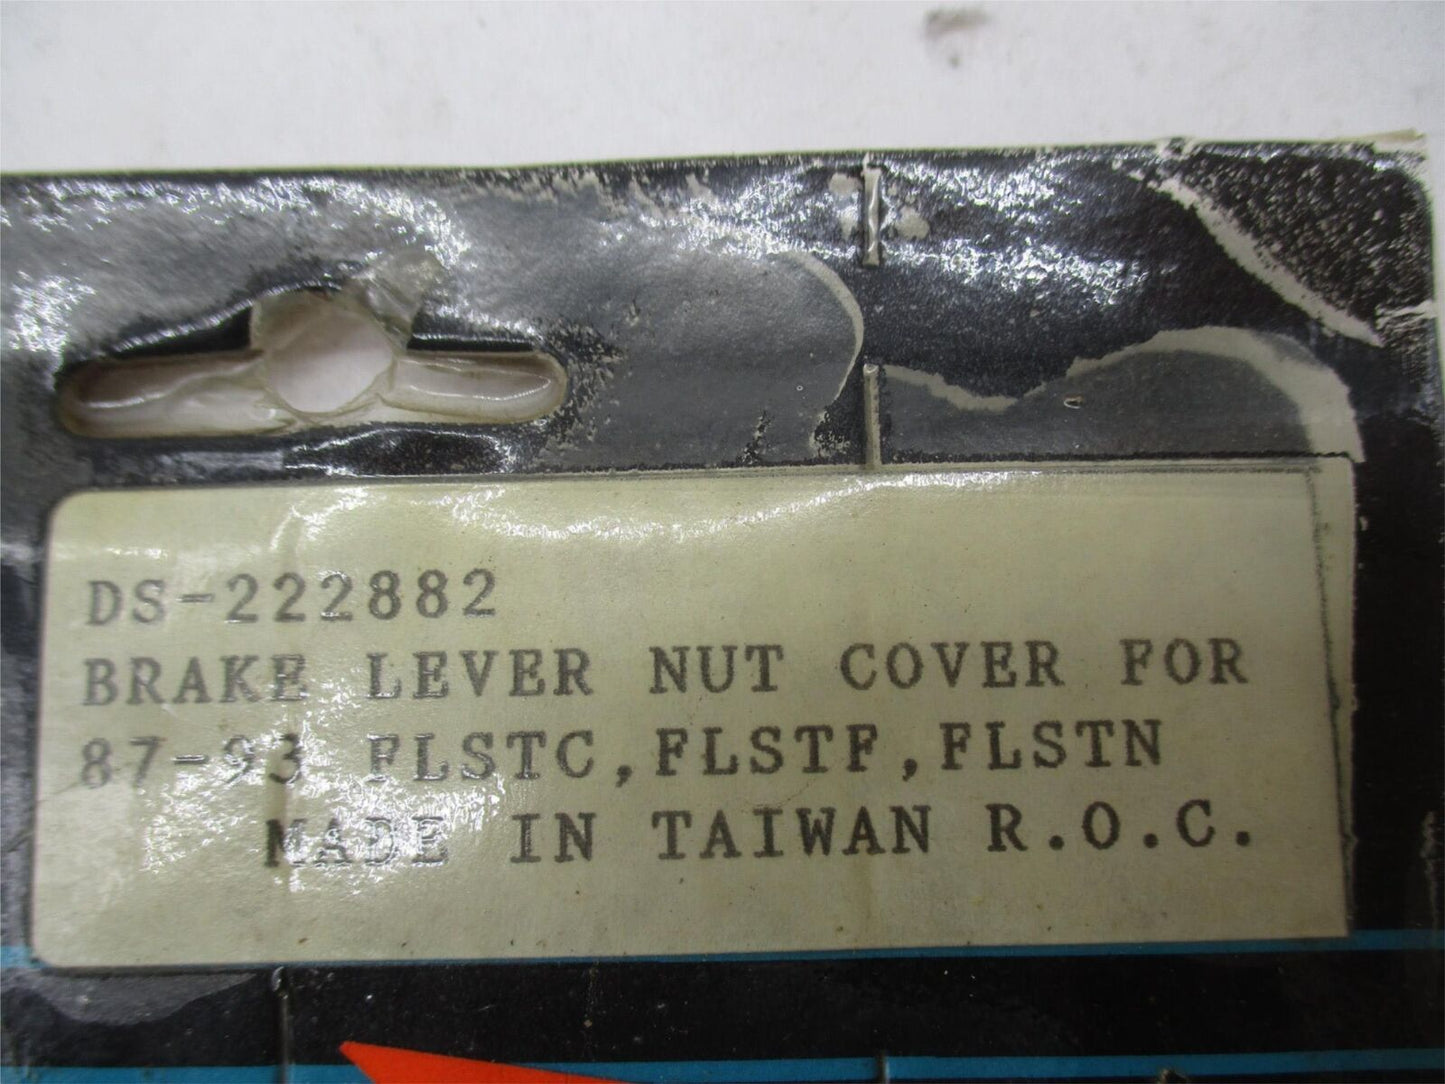 DS-222882
BRAKE LEVER NUT COVER FOR
87-93 FLSTC,FLSTF,FLSTN
MADE IN TAIWAN R.O.C.